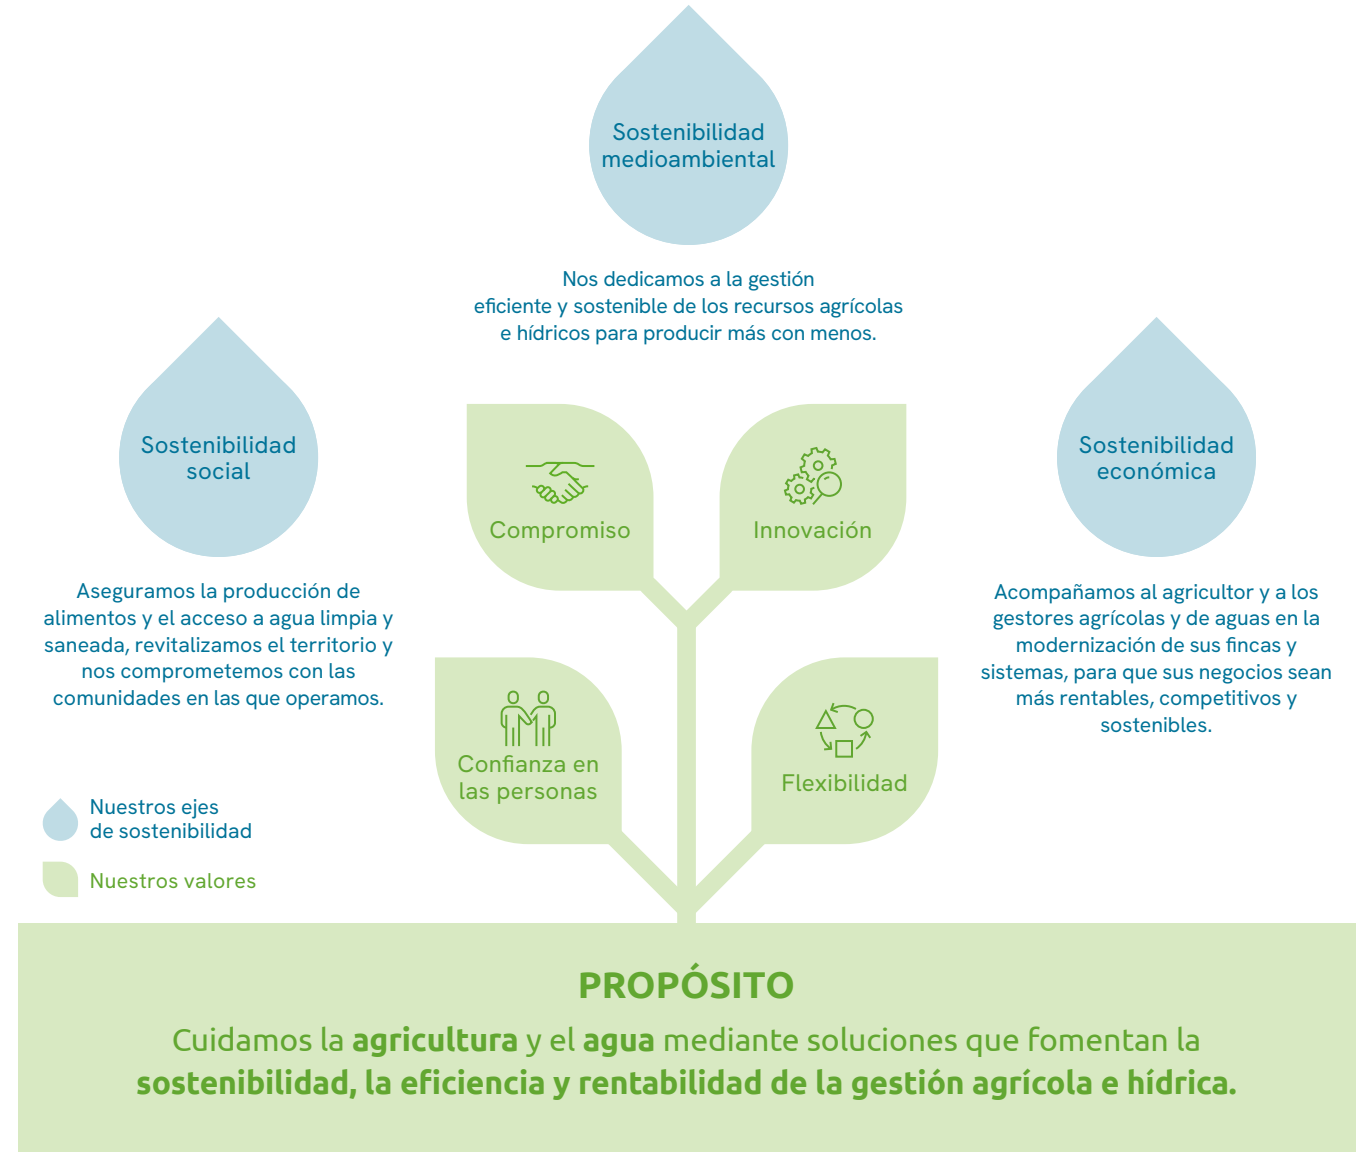 Sostenibilidad
medioambiental
Nos dedicamos a la gestión
eficiente y sostenible de los recursos agrícolas
e hídricos para producir más con menos.
Sostenibilidad
social
Aseguramos la producción de
alimentos y el acceso a agua limpia y
saneada, revitalizamos el territorio y
nos comprometemos con las
comunidades en las que operamos.
Compromiso
Innovación
Sostenibilidad
económica
Acompañamos al agricultor y a los
gestores agrícolas y de aguas en la
modernización de sus fincas y
sistemas, para que sus negocios sean
más rentables, competitivos y
sostenibles.
Confianza en
las personas
Flexibilidad
Nuestros ejes
de sostenibilidad
Nuestros valores
PROPÓSITO
Cuidamos la agricultura y el agua mediante soluciones que fomentan la
sostenibilidad, la eficiencia y rentabilidad de la gestión agrícola e hídrica.